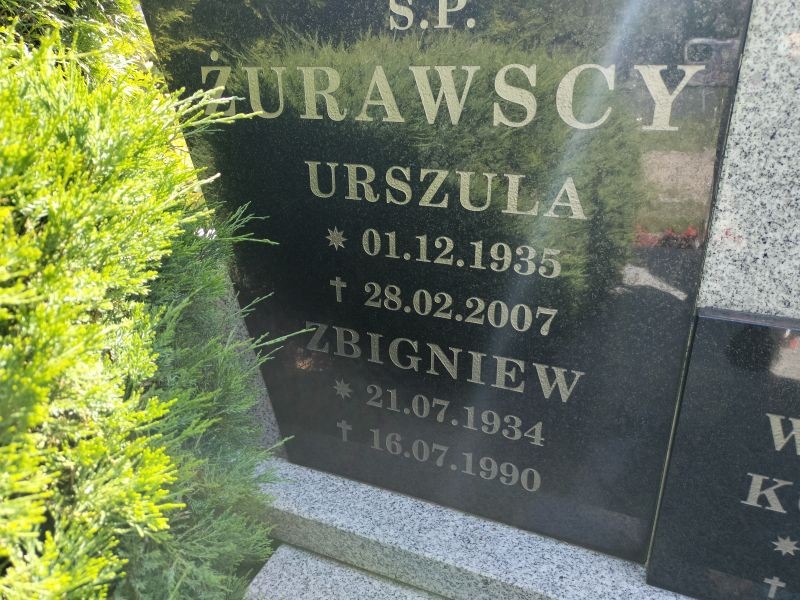 Ś.P.
ŻURAWSCY
URSZULA
01.12.1935
28.02.2007
ZBIGNIEW
21.07.1934
16.07.1990